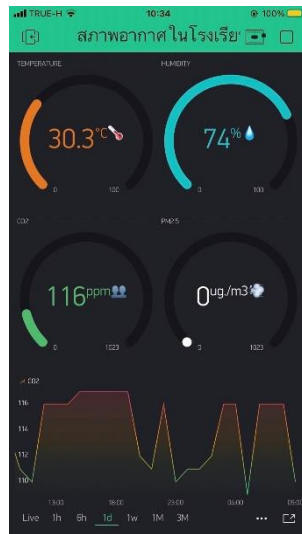 TRUE-H 10:34 100%
สภาพอากาศในโรงเรีย
TEMPERATURE HUMIDITY
30.3°C 74%
0 100 0 100
CO2 PM2.5
116ppm 0ug./m3
0 1023 0 1023
CO2
116
114
112
110
13:00 18:00 23:00 04:00 09:00
Live 1h 6h 1d 1w 1M 3M ...